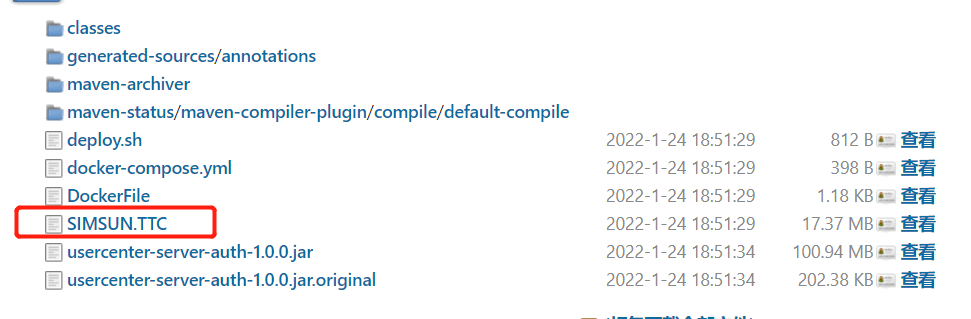 classes
generated-sources/annotations
maven-archiver
maven-status/maven-compiler-plugin/compile/default-compile
deploy.sh 2022-1-24 18:51:29 812 B 查看
docker-compose.yml 2022-1-24 18:51:29 398 B 查看
DockerFile 2022-1-24 18:51:29 1.18 KB 查看
SIMSUN.TTC 2022-1-24 18:51:29 17.37 MB 查看
usercenter-server-auth-1.0.0.jar 2022-1-24 18:51:34 100.94 MB 查看
usercenter-server-auth-1.0.0.jar.original 2022-1-24 18:51:34 202.38 KB 查看